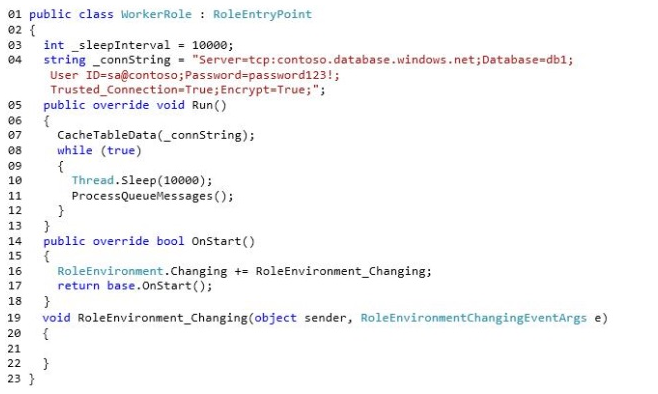 01 public class WorkerRole : RoleEntryPoint
02 {
03 int _sleepInterval = 10000;
04 string _connString = "Server=tcp:contoso.database.windows.net;Database=db1;
User ID=sa@contoso;Password=password123!;
Trusted_Connection=True;Encrypt=True;";
05 public override void Run()
06 {
07 CacheTableData(_connString);
08 while (true)
09 {
10 Thread.Sleep(10000);
11 ProcessQueueMessages();
12 }
13 }
14 public override bool OnStart()
15 {
16 RoleEnvironment.Changing += RoleEnvironment_Changing;
17 return base.OnStart();
18 }
19 void RoleEnvironment_Changing(object sender, RoleEnvironmentChangingEventArgs e)
20 {
21
22 }
23 }